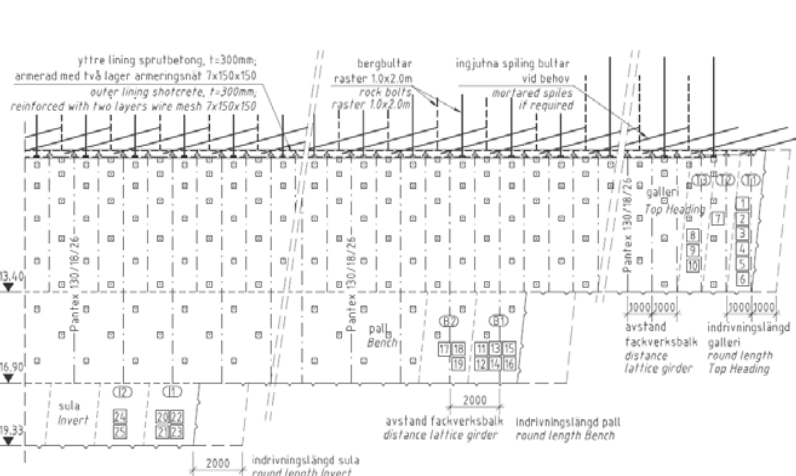 yttre lining sprutbetong, t=300mm;
armerad med två lager armeringsnät 7x150x150
outer lining shotcrete, t=300mm;
reinforced with two layers wire mesh 7x150x150
bergbultar
raster 1.0x2.0m
rock bolts
raster 1.0x2.0m
ingjutna spiling bultar
vid behov
mortared spiles
if required
galleri
Top Heading
T3 T2 T1
1
2
3
4
5
6
7
8
9
10
Pantex 130/18/26
Pantex 130/18/26
Pantex 130/18/26
13.40
1000 1000
1000 1000
avstand
fackverksbalk
distance
lattice girder
indrivningslängd
galleri
round length
Top Heading
pall
Bench
B2 B1
17 18 11 13 15
19 12 14 16
16.90
2000
avstand fackverksbalk
distance lattice girder
indrivningslängd pall
round length Bench
sula
Invert
I2 I1
24 20 22
25 21 23
19.33
2000
indrivningslängd sula
round length Invert